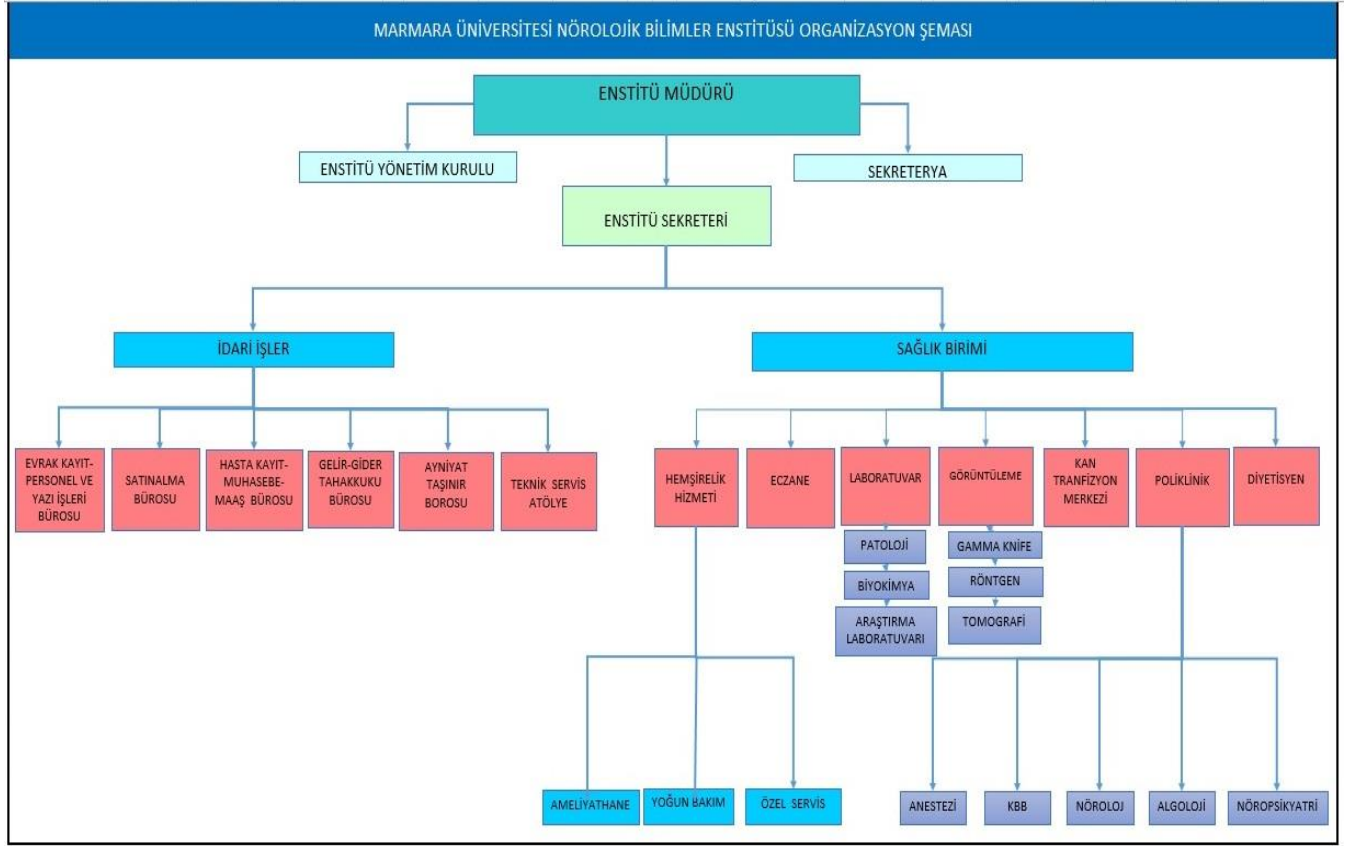 MARMARA ÜNİVERSİTESİ NÖROLOJİK BİLİMLER ENSTİTÜSÜ ORGANİZASYON ŞEMASI
ENSTİTÜ MÜDÜRÜ
ENSTİTÜ YÖNETİM KURULU
SEKRETERYA
ENSTİTÜ SEKRETERİ
İDARİ İŞLER
SAĞLIK BİRİMİ
EVRAK KAYIT-
PERSONEL VE
YAZI İŞLERİ
BÜROSU
SATINALMA
BÜROSU
HASTA KAYIT-
MUHASEBE-
MAAŞ BÜROSU
GELİR-GİDER
TAHAKKUKU
BÜROSU
AYNİYAT
TAŞINIR
BOROSU
TEKNİK SERVİS
ATÖLYE
HEMŞİRELİK
HİZMETİ
ECZANE
LABORATUVAR
GÖRÜNTÜLEME
KAN
TRANFİZYON
MERKEZİ
POLİKLİNİK
DİYETİSYEN
PATOLOJİ
BİYOKİMYA
ARAŞTIRMA
LABORATUVARI
GAMMA KNİFE
RÖNTGEN
TOMOGRAFİ
AMELİYATHANE
YOĞUN BAKIM
ÖZEL SERVİS
ANESTEZİ
KBB
NÖROLOJ
ALGOLOJİ
NÖROPSİKYATRİ